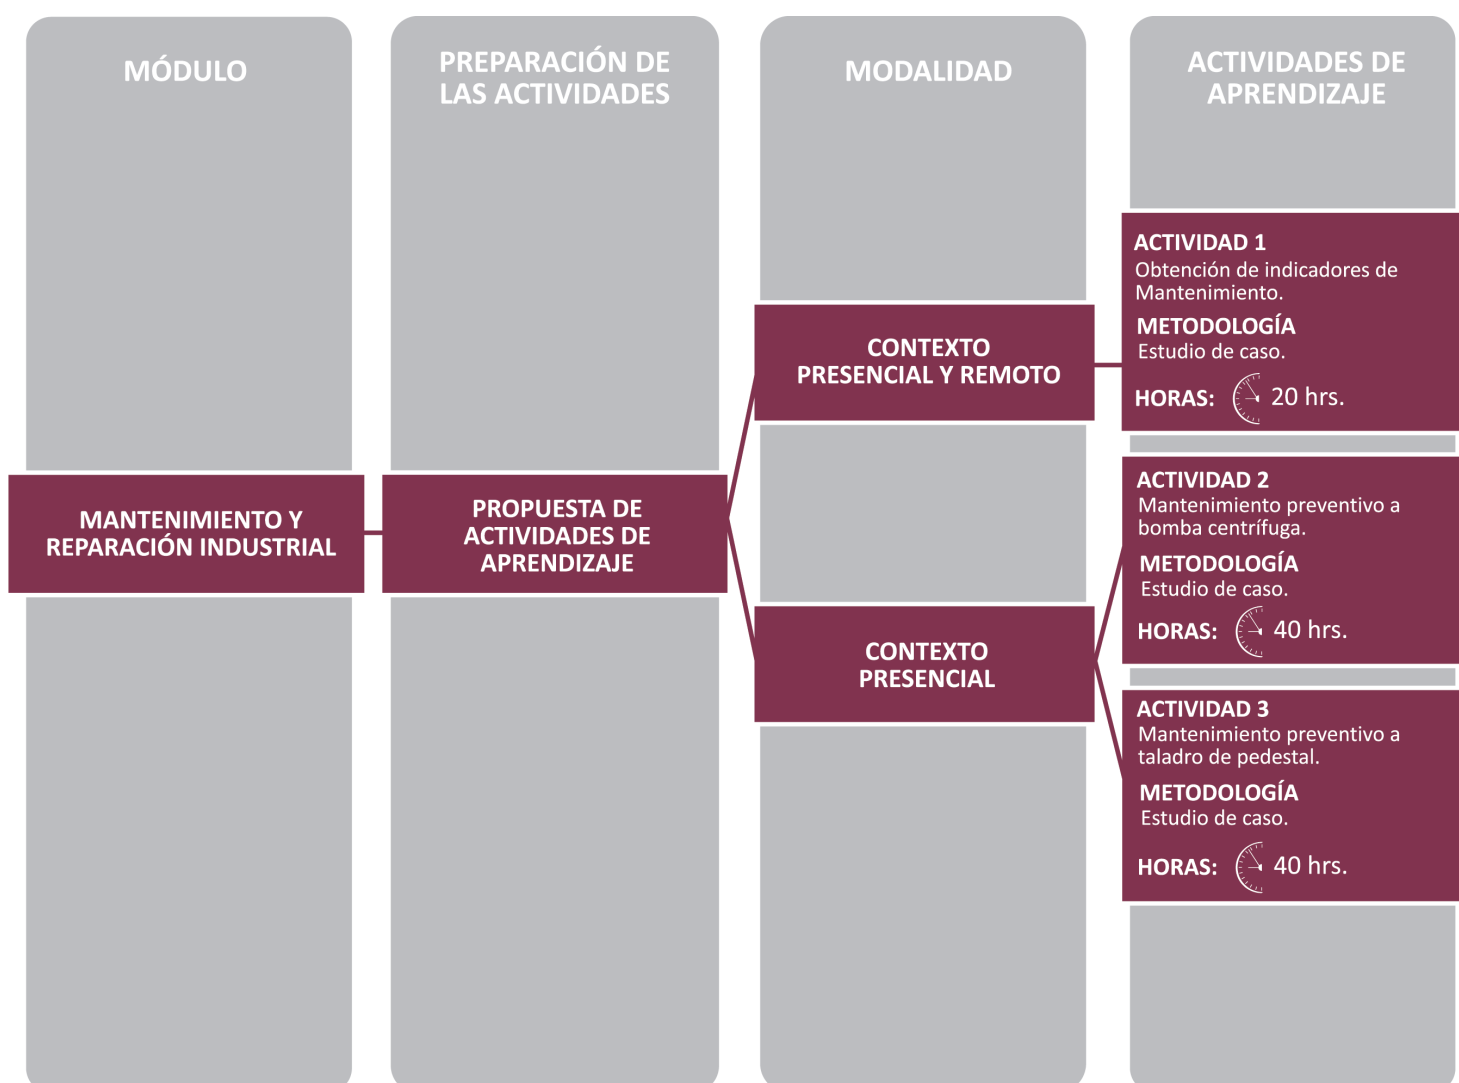 MÓDULO
PREPARACIÓN DE
LAS ACTIVIDADES
MODALIDAD
ACTIVIDADES DE
APRENDIZAJE
MANTENIMIENTO Y
REPARACIÓN INDUSTRIAL
PROPUESTA DE
ACTIVIDADES DE
APRENDIZAJE
CONTEXTO
PRESENCIAL Y REMOTO
CONTEXTO
PRESENCIAL
ACTIVIDAD 1
Obtención de indicadores de
Mantenimiento.
METODOLOGÍA
Estudio de caso.
HORAS: 20 hrs.
ACTIVIDAD 2
Mantenimiento preventivo a
bomba centrífuga.
METODOLOGÍA
Estudio de caso.
HORAS: 40 hrs.
ACTIVIDAD 3
Mantenimiento preventivo a
taladro de pedestal.
METODOLOGÍA
Estudio de caso.
HORAS: 40 hrs.